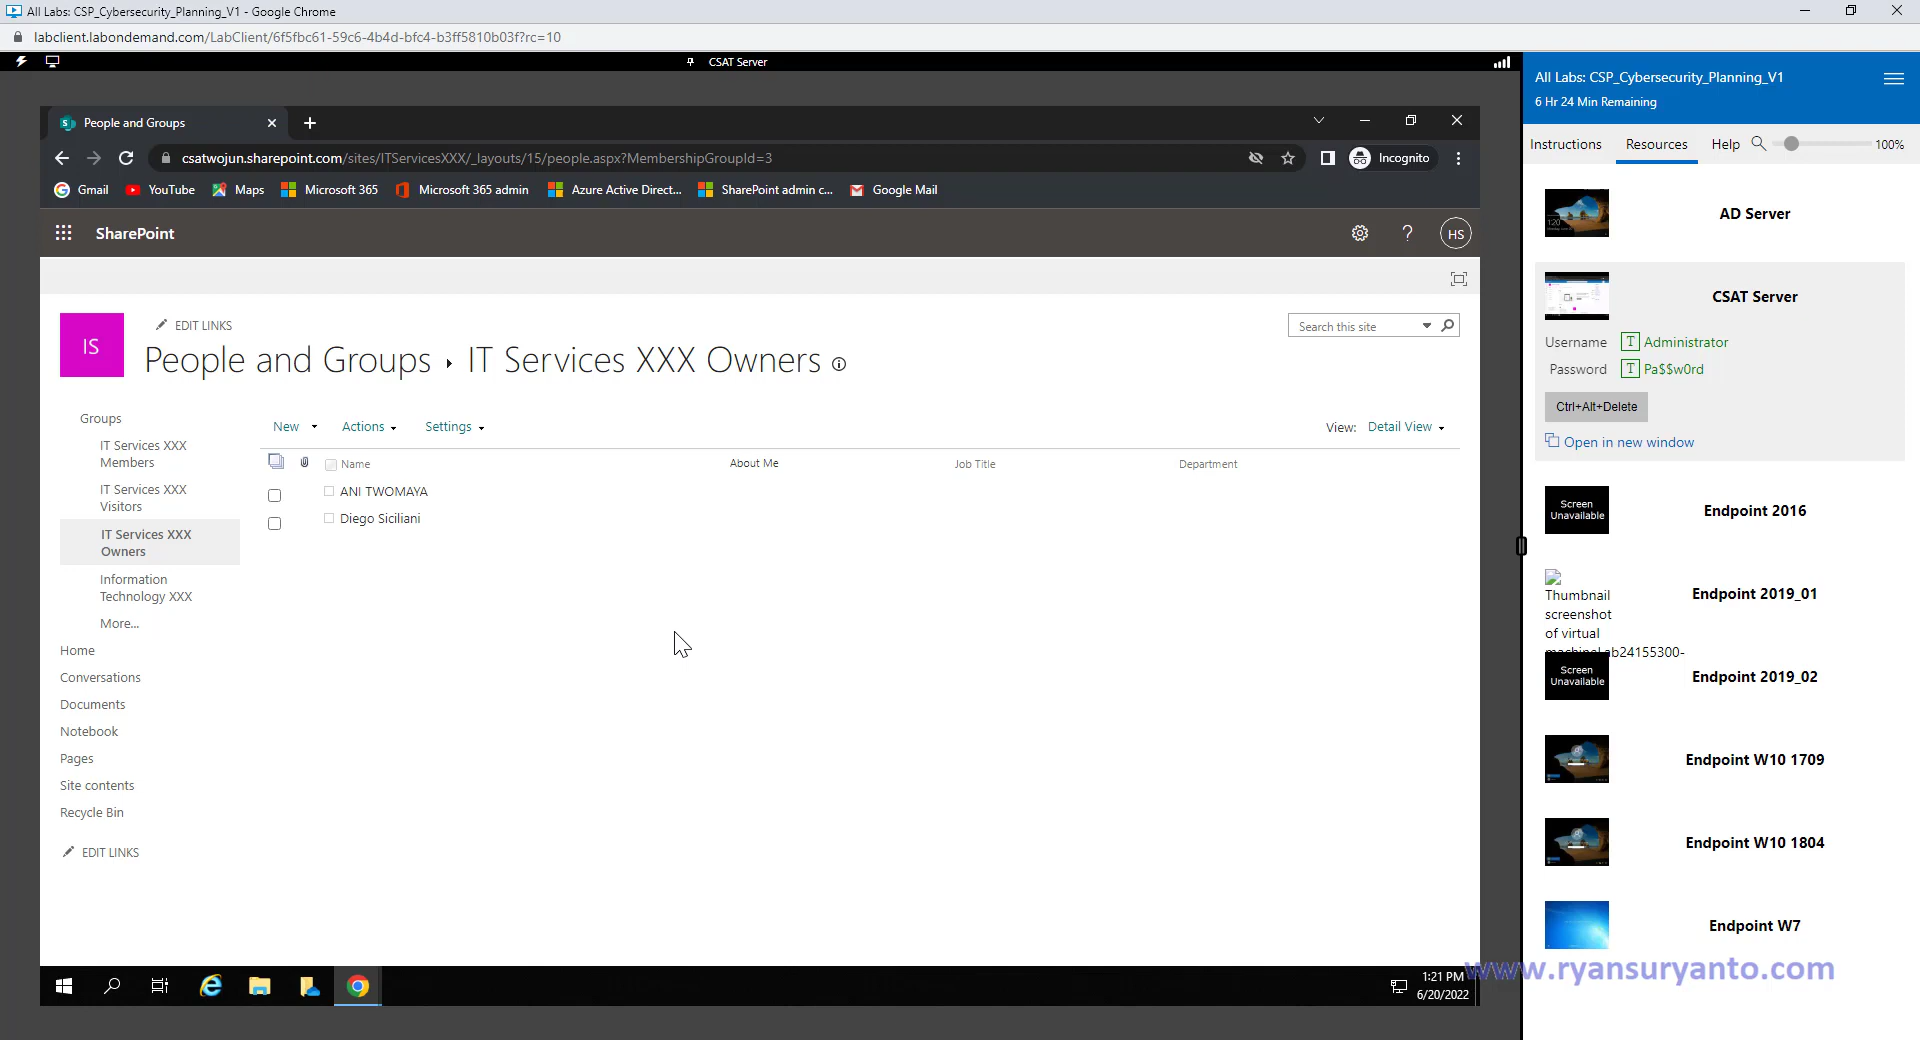 All Labs: CSP_Cybersecurity_Planning_V1 - Google Chrome
labclient.labondemand.com/LabClient/6f5fbc61-59c6-4b4d-bfc4-b3ff5810b03f?rc=10
CSAT Server
People and Groups
csatwojun.sharepoint.com/sites/ITServicesXXX/_layouts/15/people.aspx?MembershipGroupId=3
Incognito
Gmail
YouTube
Maps
Microsoft 365
Microsoft 365 admin
Azure Active Direct...
SharePoint admin c...
Google Mail
SharePoint
?
HS
IS
EDIT LINKS
Search this site
People and Groups ▸ IT Services XXX Owners
Groups
IT Services XXX
Members
IT Services XXX
Visitors
IT Services XXX
Owners
Information
Technology XXX
More...
Home
Conversations
Documents
Notebook
Pages
Site contents
Recycle Bin
EDIT LINKS
New
Actions
Settings
View: Detail View
Name
About Me
Job Title
Department
ANI TWOMAYA
Diego Siciliani
1:21 PM
6/20/2022
All Labs: CSP_Cybersecurity_Planning_V1
6 Hr 24 Min Remaining
Instructions
Resources
Help
100%
AD Server
CSAT Server
Username T Administrator
Password T Pa$$w0rd
Ctrl+Alt+Delete
Open in new window
Screen
Unavailable
Endpoint 2016
Thumbnail
screenshot
of virtual
Endpoint 2019_01
Screen
Unavailable
Endpoint 2019_02
Endpoint W10 1709
Endpoint W10 1804
Endpoint W7
www.ryansuryanto.com